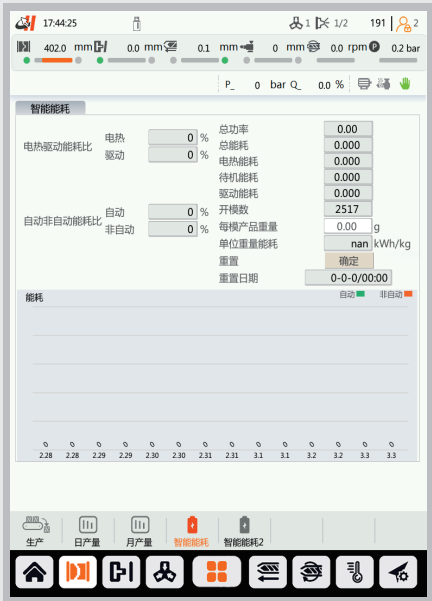 17:44:25 1 1/2 191 2
402.0 mm 0.0 mm 0.1 mm 0 mm 0.0 rpm P 0.2 bar
P_ 0 bar Q_ 0.0 %
智能能耗
电热驱动能耗比 电热 0 %
驱动 0 %
自动非自动能耗比 自动 0 %
非自动 0 %
总功率 0.00
总能耗 0.000
电热能耗 0.000
待机能耗 0.000
驱动能耗 0.000
开模数 2517
每模产品重量 0.00 g
单位重量能耗 nan kWh/kg
重置 确定
重置日期 0-0-0/00:00
能耗 自动 非自动
0 0 0 0 0 0 0 0 0 0 0 0 0 0
2.28 2.28 2.29 2.29 2.30 2.30 2.31 2.31 3.1 3.1 3.2 3.2 3.3 3.3
生产 日产量 月产量 智能能耗 智能能耗2